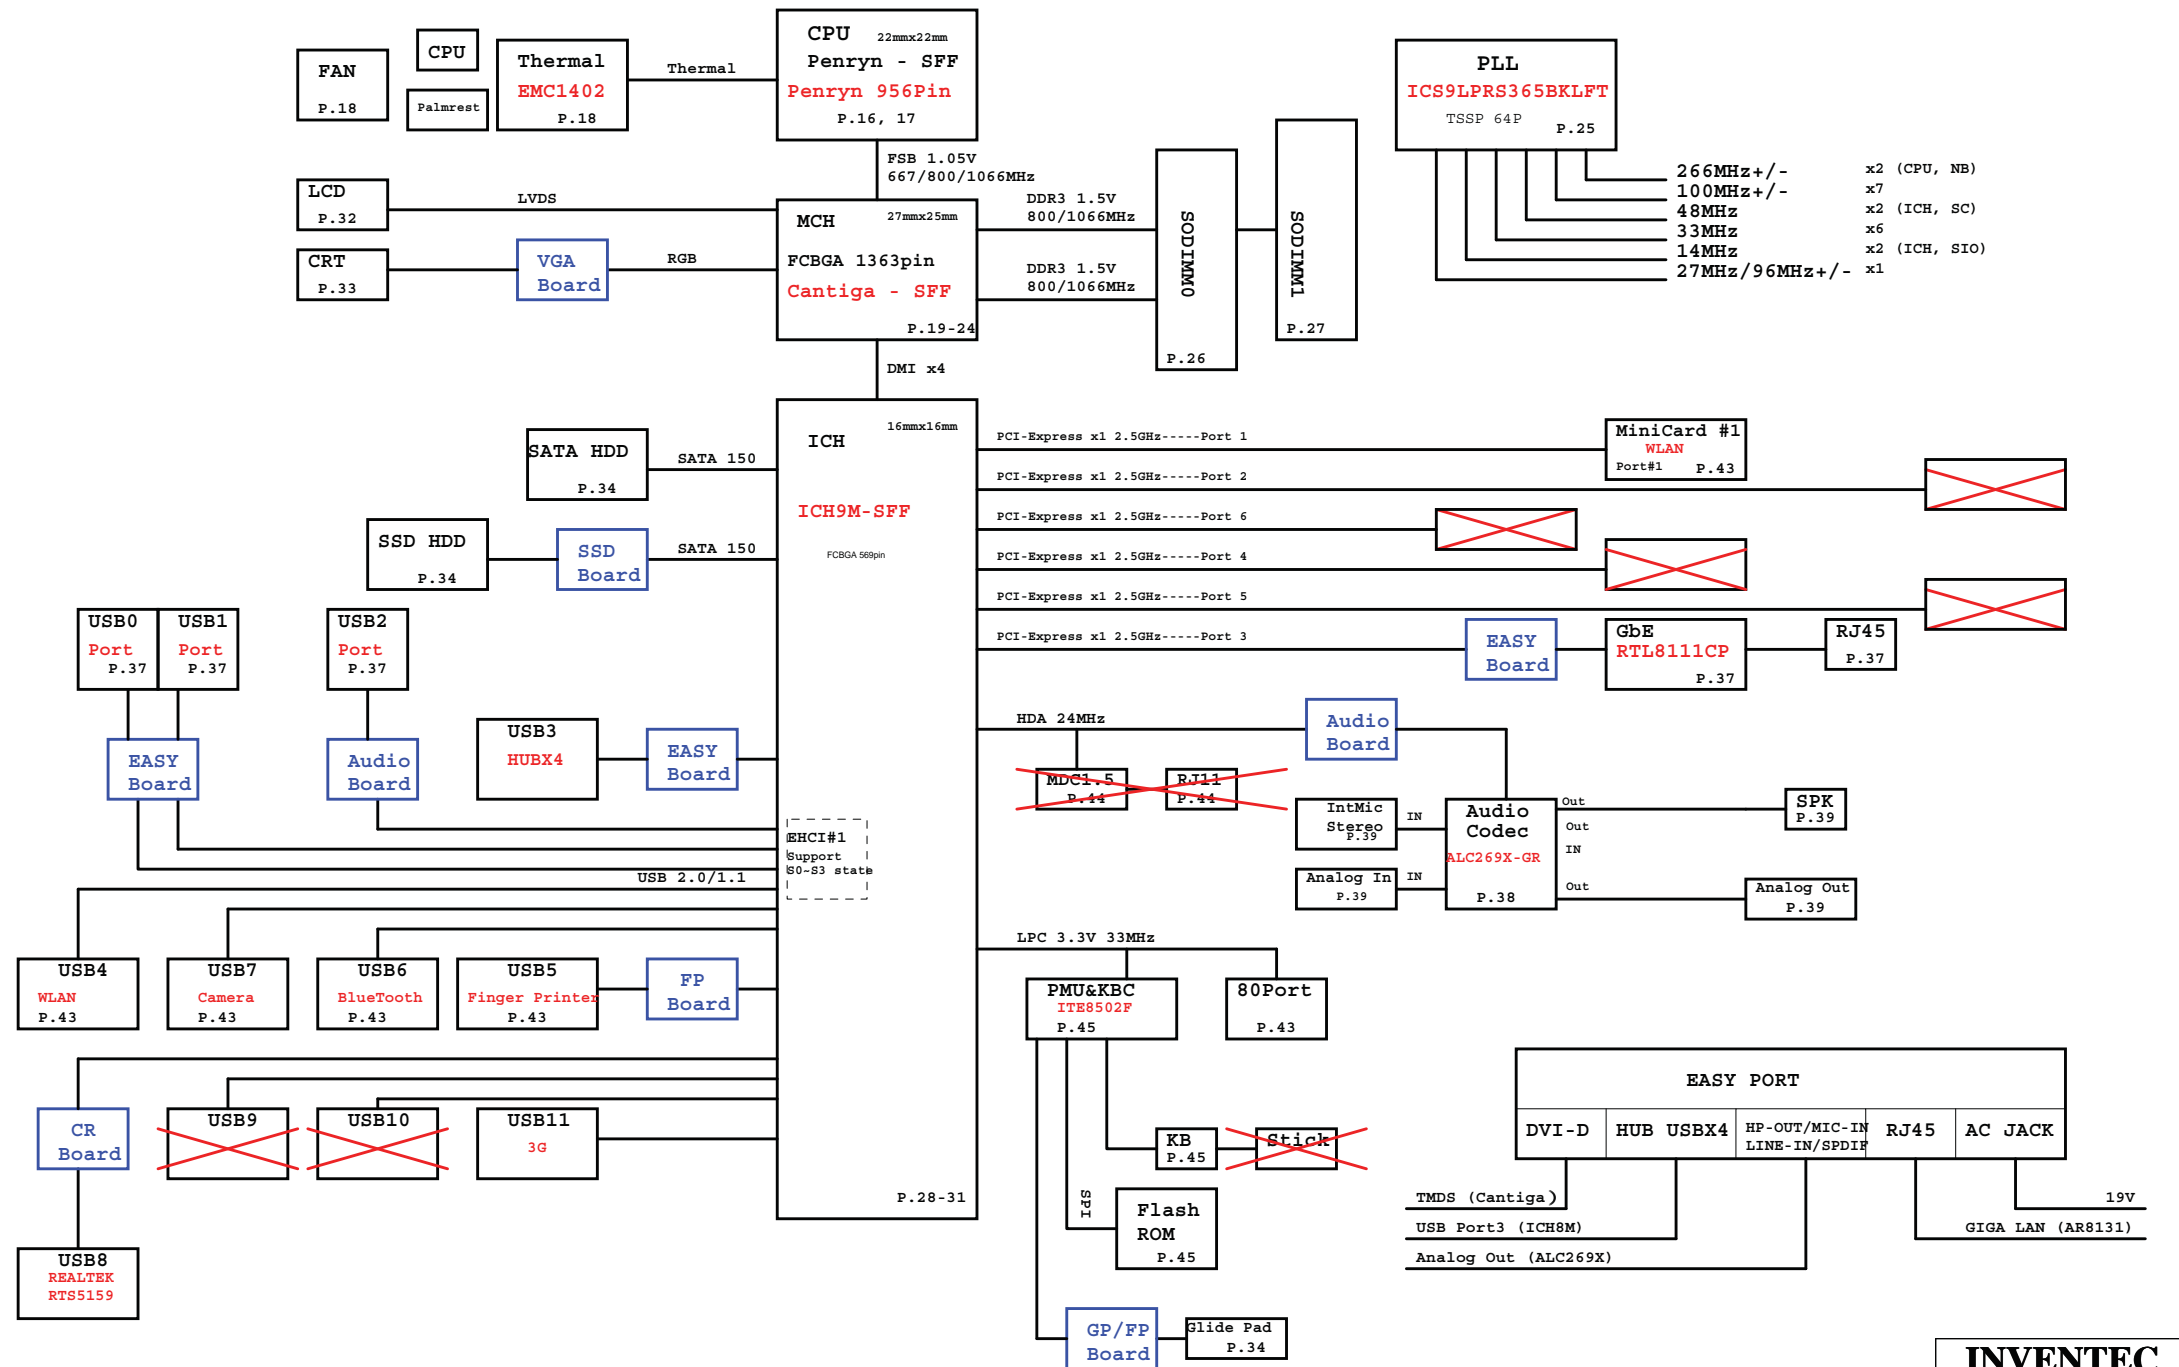 CPU 22mmx22mm
Penryn - SFF
Penryn 956Pin
P.16, 17
FAN
P.18
CPU
Palmrest
Thermal
EMC1402
P.18
Thermal
PLL
ICS9LPRS365BKLFT
TSSP 64P
P.25
266MHz+/- x2 (CPU, NB)
100MHz+/- x7
48MHz x2 (ICH, SC)
33MHz x6
14MHz x2 (ICH, SIO)
27MHz/96MHz+/- x1
FSB 1.05V
667/800/1066MHz
LCD
P.32
LVDS
CRT
P.33
VGA
Board
RGB
MCH 27mmx25mm
FCBGA 1363pin
Cantiga - SFF
P.19-24
DDR3 1.5V
800/1066MHz
DDR3 1.5V
800/1066MHz
SODIMM0
P.26
SODIMM1
P.27
DMI x4
ICH 16mmx16mm
ICH9M-SFF
FCBGA 569pin
EHCI#1
Support
S0~S3 state
P.28-31
SATA HDD
P.34
SATA 150
SSD HDD
P.34
SSD
Board
SATA 150
USB0
Port
P.37
USB1
Port
P.37
USB2
Port
P.37
EASY
Board
Audio
Board
USB3
HUBX4
EASY
Board
USB 2.0/1.1
USB4
WLAN
P.43
USB7
Camera
P.43
USB6
BlueTooth
P.43
USB5
Finger Printer
P.43
FP
Board
CR
Board
USB9
USB10
USB11
3G
USB8
REALTEK
RTS5159
PCI-Express x1 2.5GHz-----Port 1
PCI-Express x1 2.5GHz-----Port 2
PCI-Express x1 2.5GHz-----Port 6
PCI-Express x1 2.5GHz-----Port 4
PCI-Express x1 2.5GHz-----Port 5
PCI-Express x1 2.5GHz-----Port 3
MiniCard #1
WLAN
Port#1 P.43
EASY
Board
GbE
RTL8111CP
P.37
RJ45
P.37
HDA 24MHz
Audio
Board
MDC1.5
P.44
RJ11
P.44
IntMic
Stereo
P.39
IN
Analog In
P.39
IN
Audio
Codec
ALC269X-GR
P.38
Out
Out
IN
Out
SPK
P.39
Analog Out
P.39
LPC 3.3V 33MHz
PMU&KBC
ITE8502F
P.45
80Port
P.43
KB
P.45
Stick
SPI
Flash
ROM
P.45
GP/FP
Board
Glide Pad
P.34
EASY PORT
DVI-D
HUB USBX4
HP-OUT/MIC-IN
LINE-IN/SPDIF
RJ45
AC JACK
TMDS (Cantiga)
USB Port3 (ICH8M)
Analog Out (ALC269X)
19V
GIGA LAN (AR8131)
INVENTEC